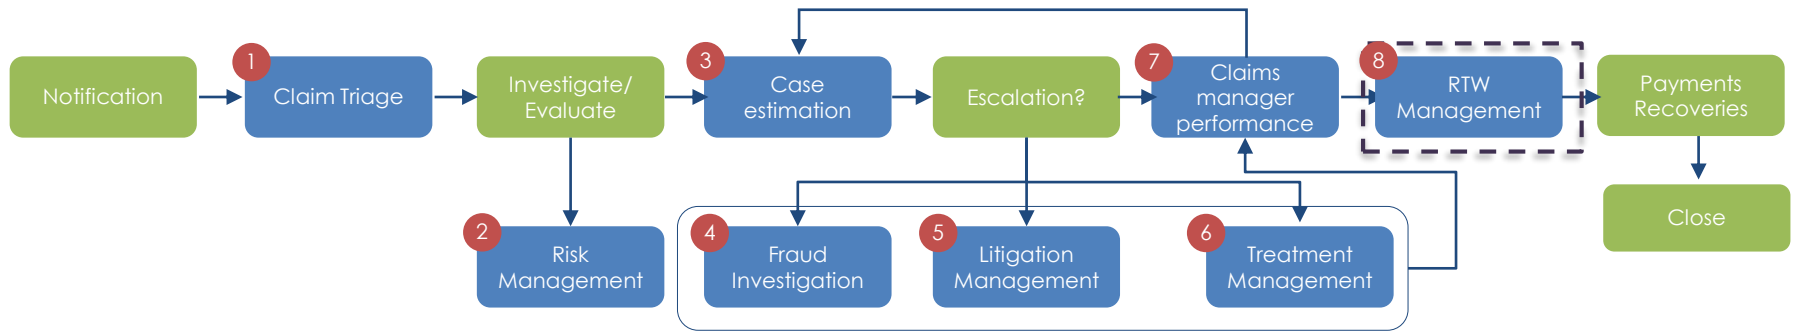 Notification
1
Claim Triage
Investigate/
Evaluate
3
Case
estimation
Escalation?
7
Claims
manager
performance
8
RTW
Management
Payments
Recoveries
Close
2
Risk
Management
4
Fraud
Investigation
5
Litigation
Management
6
Treatment
Management